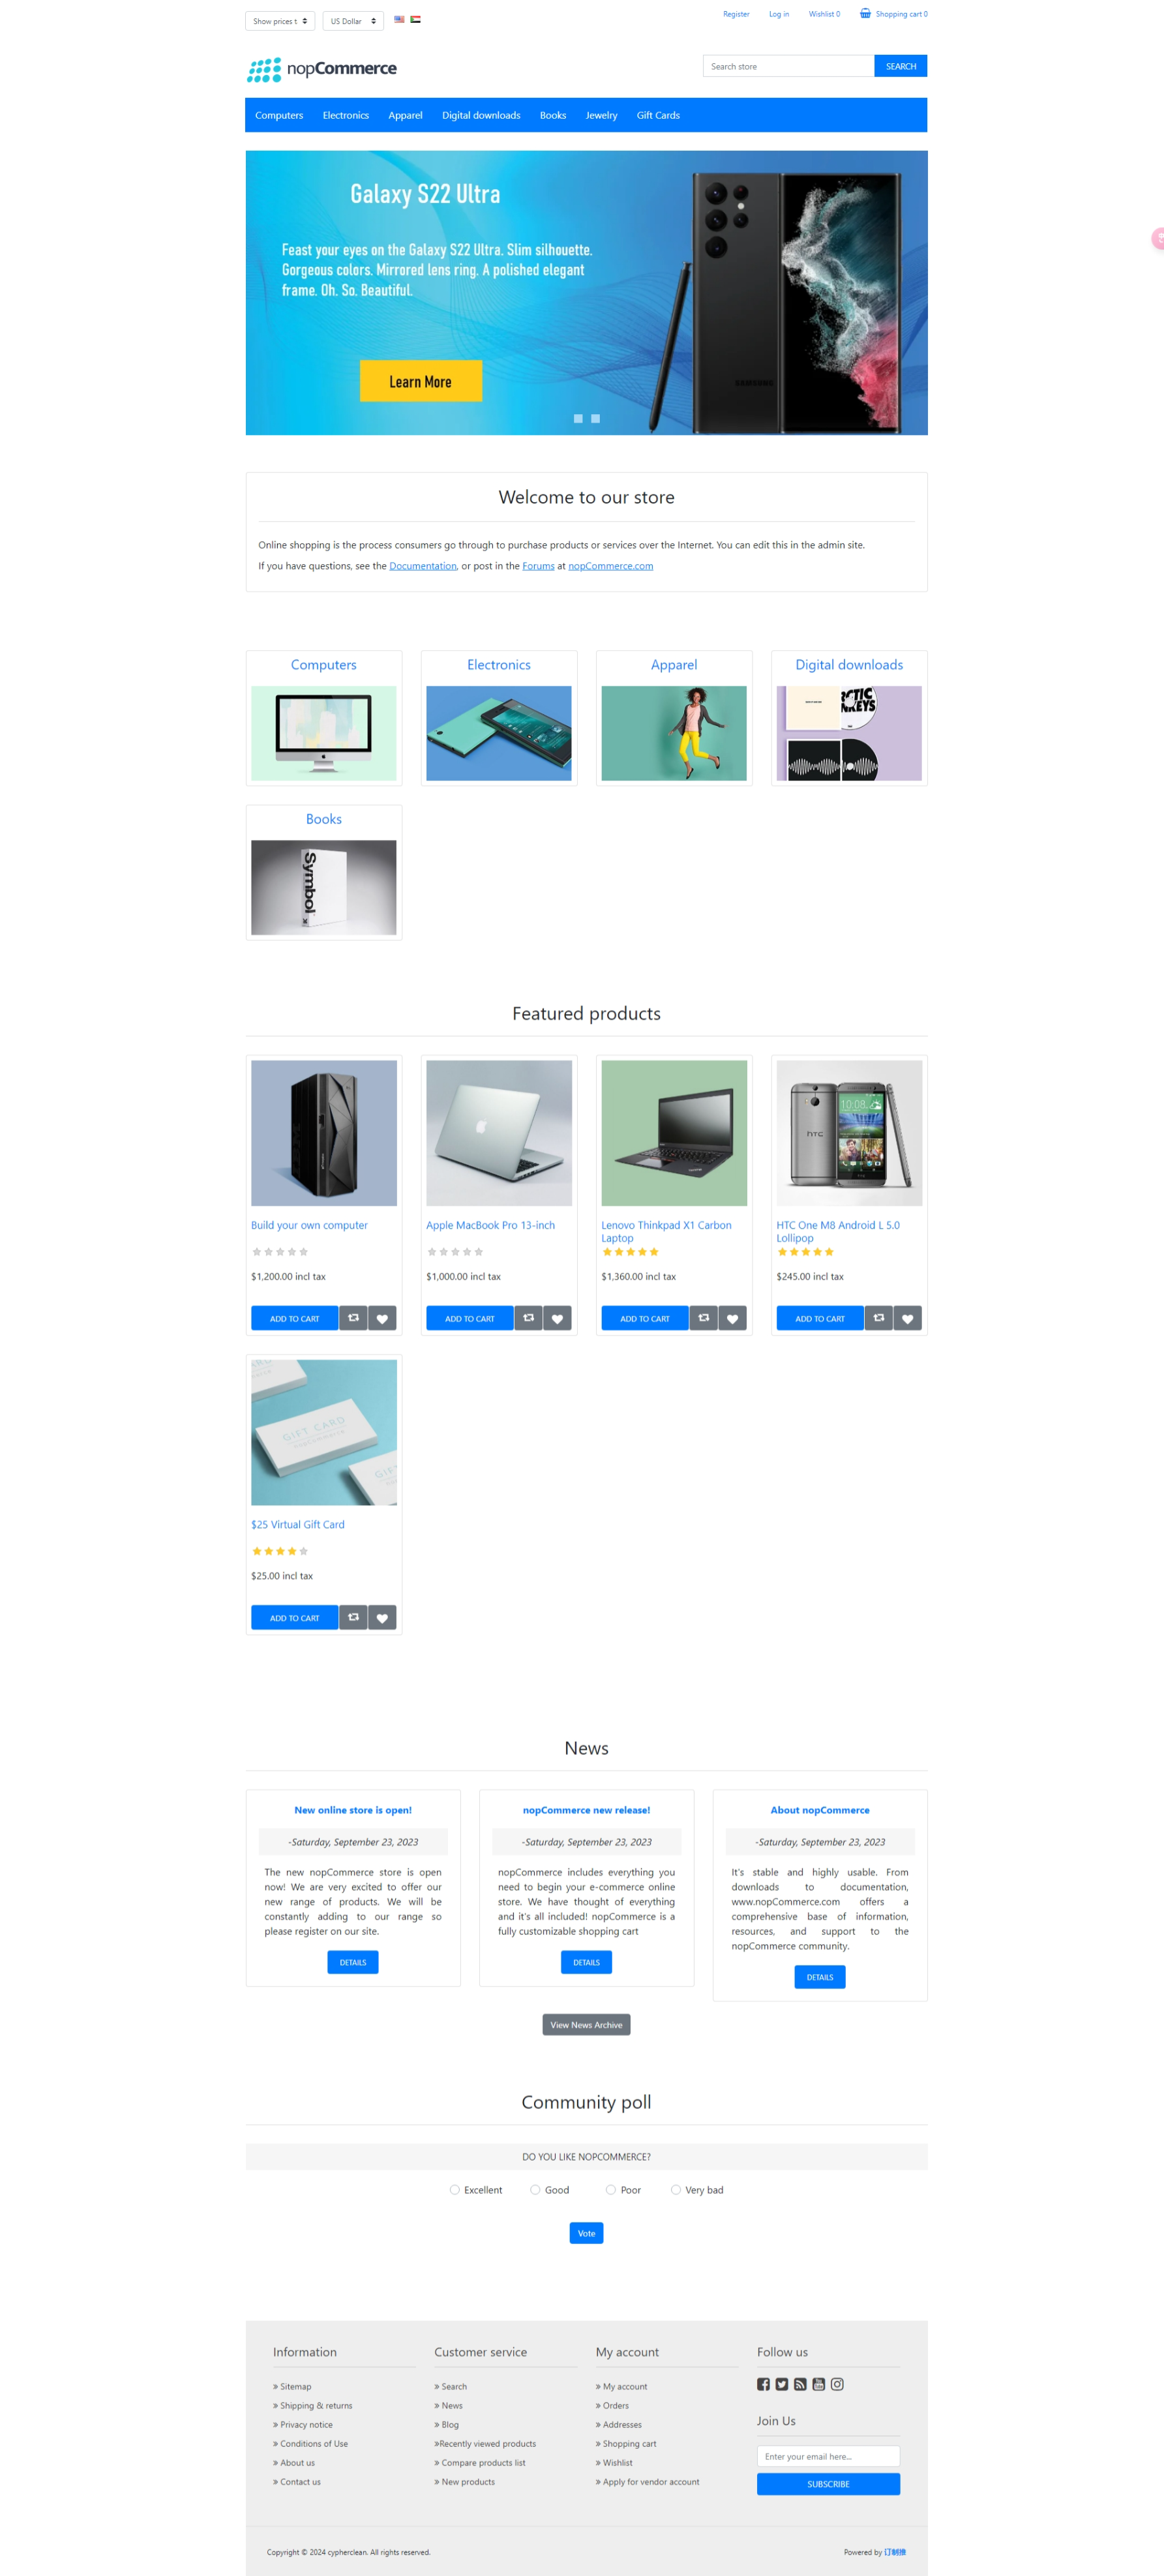 Show prices t
US Dollar
Register
Log in
Wishlist 0
Shopping cart 0
nopCommerce
Search store
SEARCH
Computers
Electronics
Apparel
Digital downloads
Books
Jewelry
Gift Cards
Galaxy S22 Ultra
Feast your eyes on the Galaxy S22 Ultra. Slim silhouette.
Gorgeous colors. Mirrored lens ring. A polished elegant
frame. Oh. So. Beautiful.
Learn More
SAMSUNG
Welcome to our store
Online shopping is the process consumers go through to purchase products or services over the Internet. You can edit this in the admin site.
If you have questions, see the Documentation, or post in the Forums at nopCommerce.com
Computers
Electronics
Apparel
Digital downloads
CTIC
KEYS
Books
Symbol
Featured products
10:08
hTC
Build your own computer
Apple MacBook Pro 13-inch
Lenovo Thinkpad X1 Carbon
Laptop
HTC One M8 Android L 5.0
Lollipop
$1,200.00 incl tax
$1,000.00 incl tax
$1,360.00 incl tax
$245.00 incl tax
ADD TO CART
ADD TO CART
ADD TO CART
ADD TO CART
GIFT CARD
nopCommerce
$25 Virtual Gift Card
$25.00 incl tax
ADD TO CART
News
New online store is open!
-Saturday, September 23, 2023
The new nopCommerce store is open
now! We are very excited to offer our
new range of products. We will be
constantly adding to our range so
please register on our site.
DETAILS
nopCommerce new release!
-Saturday, September 23, 2023
nopCommerce includes everything you
need to begin your e-commerce online
store. We have thought of everything
and it's all included! nopCommerce is a
fully customizable shopping cart
DETAILS
About nopCommerce
-Saturday, September 23, 2023
It's stable and highly usable. From
downloads to documentation,
www.nopCommerce.com offers a
comprehensive base of information,
resources, and support to the
nopCommerce community.
DETAILS
View News Archive
Community poll
DO YOU LIKE NOPCOMMERCE?
Excellent
Good
Poor
Very bad
Vote
Information
» Sitemap
» Shipping & returns
» Privacy notice
» Conditions of Use
» About us
» Contact us
Customer service
» Search
» News
» Blog
»Recently viewed products
» Compare products list
» New products
My account
» My account
» Orders
» Addresses
» Shopping cart
» Wishlist
» Apply for vendor account
Follow us
Join Us
Enter your email here...
SUBSCRIBE
Copyright © 2024 cypherclean. All rights reserved.
Powered by 订制推